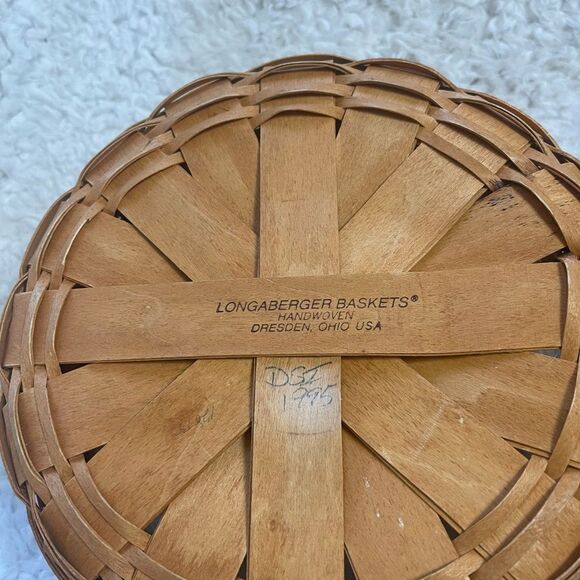 LONGABERGER BASKETS®
HANDWOVEN
DRESDEN, OHIO USA
DSI
1995